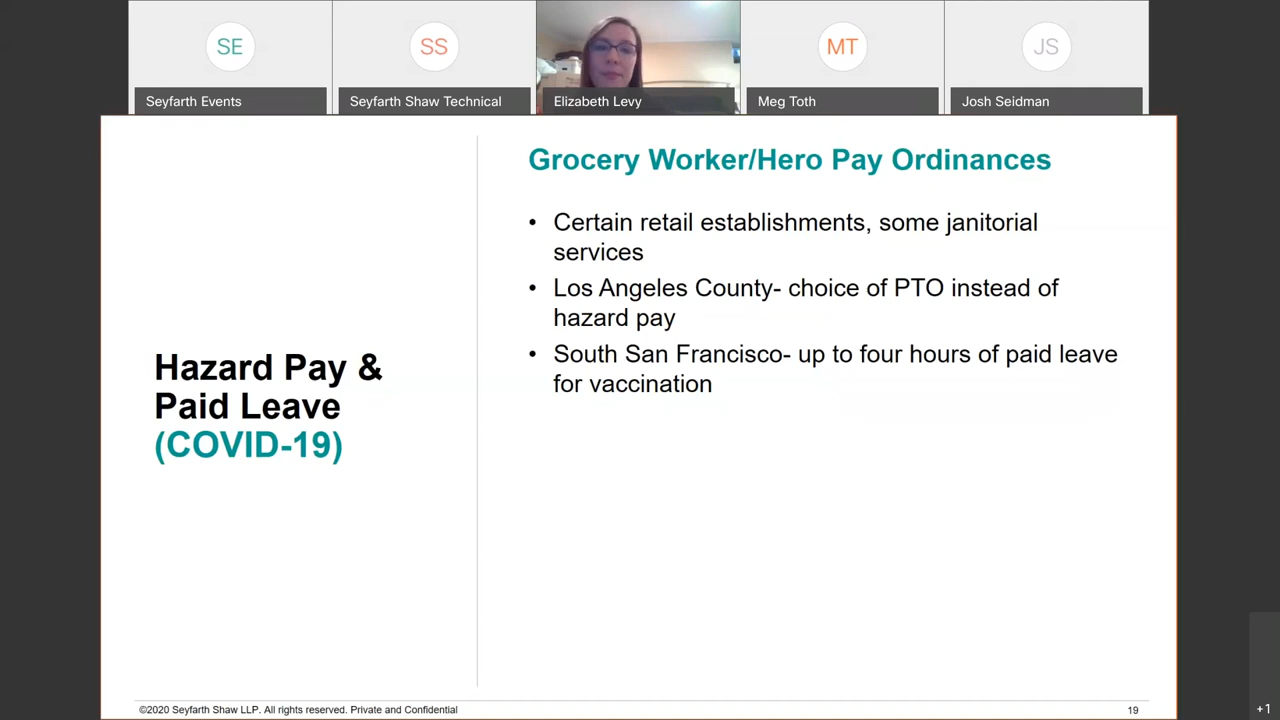 SE
SS
MT
JS
Seyfarth Events
Seyfarth Shaw Technical
Elizabeth Levy
Meg Toth
Josh Seidman
Hazard Pay &
Paid Leave
(COVID-19)
Grocery Worker/Hero Pay Ordinances
• Certain retail establishments, some janitorial
services
• Los Angeles County- choice of PTO instead of
hazard pay
• South San Francisco- up to four hours of paid leave
for vaccination
©2020 Seyfarth Shaw LLP. All rights reserved. Private and Confidential
19
+1